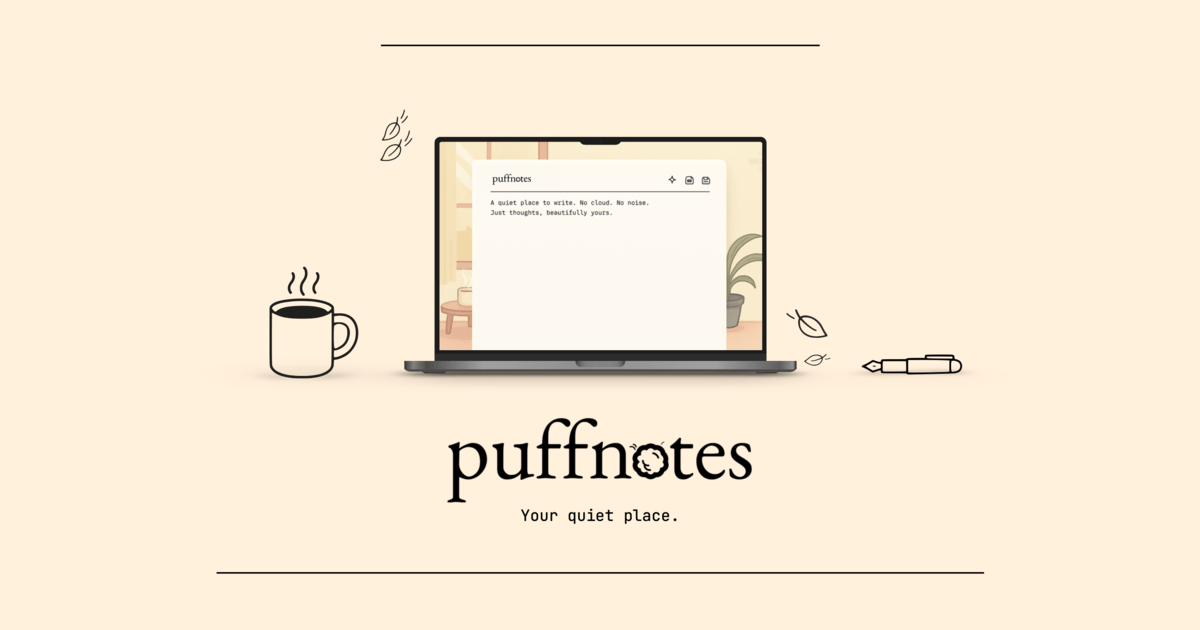 puffnotes
A quiet place to write. No cloud. No noise.
Just thoughts, beautifully yours.
puffnotes
Your quiet place.